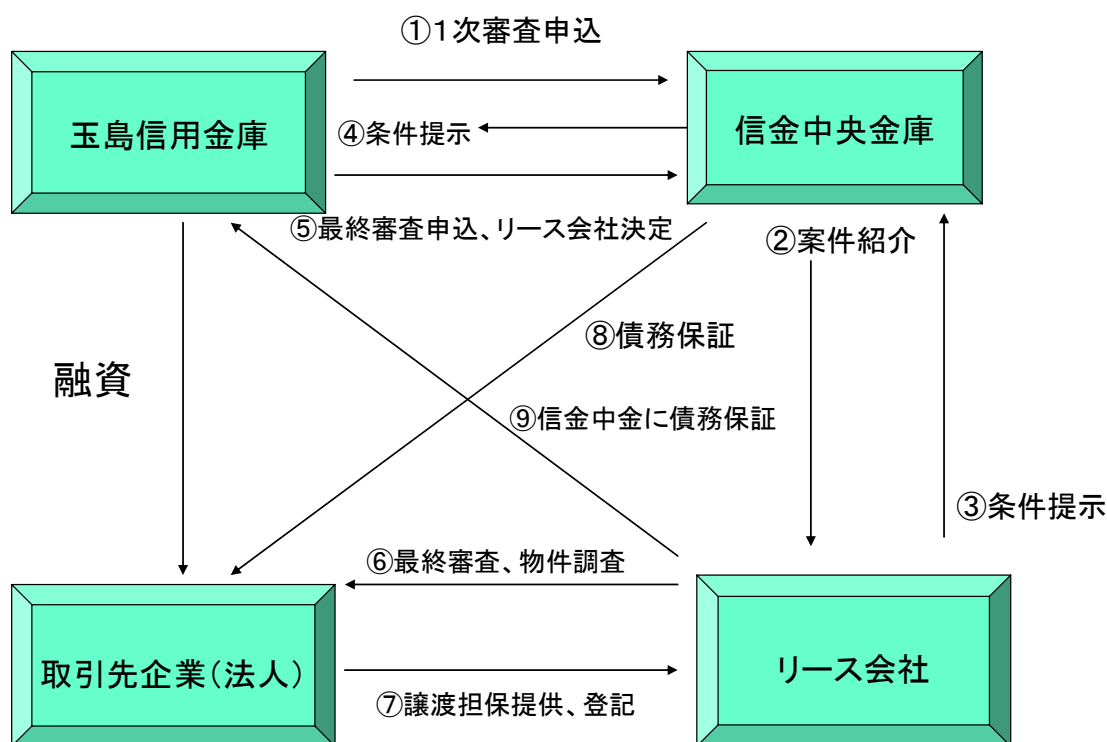 ①1次審査申込
玉島信用金庫
信金中央金庫
④条件提示
⑤最終審査申込、リース会社決定
②案件紹介
⑧債務保証
融資
⑨信金中金に債務保証
③条件提示
⑥最終審査、物件調査
取引先企業(法人)
リース会社
⑦譲渡担保提供、登記